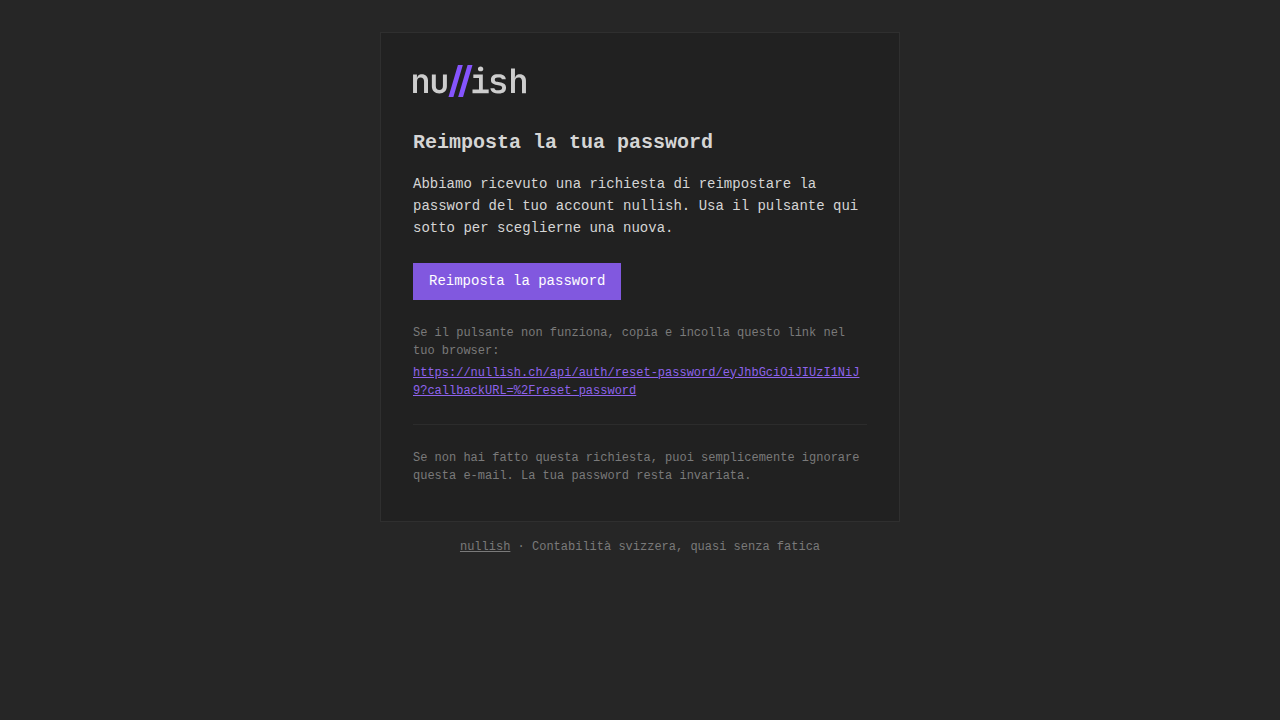 nullish
Reimposta la tua password
Abbiamo ricevuto una richiesta di reimpostare la
password del tuo account nullish. Usa il pulsante qui
sotto per sceglierne una nuova.
Reimposta la password
Se il pulsante non funziona, copia e incolla questo link nel
tuo browser:
https://nullish.ch/api/auth/reset-password/eyJhbGciOiJIUzI1NiJ
9?callbackURL=%2Freset-password
Se non hai fatto questa richiesta, puoi semplicemente ignorare
questa e-mail. La tua password resta invariata.
nullish · Contabilità svizzera, quasi senza fatica